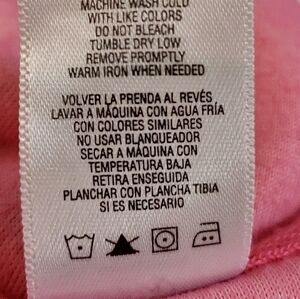 MACHINE WASH COLD
WITH LIKE COLORS
DO NOT BLEACH
TUMBLE DRY LOW
REMOVE PROMPTLY
WARM IRON WHEN NEEDED
VOLVER LA PRENDA AL REVÉS
LAVAR A MÁQUINA CON AGUA FRÍA
CON COLORES SIMILARES
NO USAR BLANQUEADOR
SECAR A MÁQUINA CON
TEMPERATURA BAJA
RETIRA ENSEGUIDA
PLANCHAR CON PLANCHA TIBIA
SI ES NECESARIO